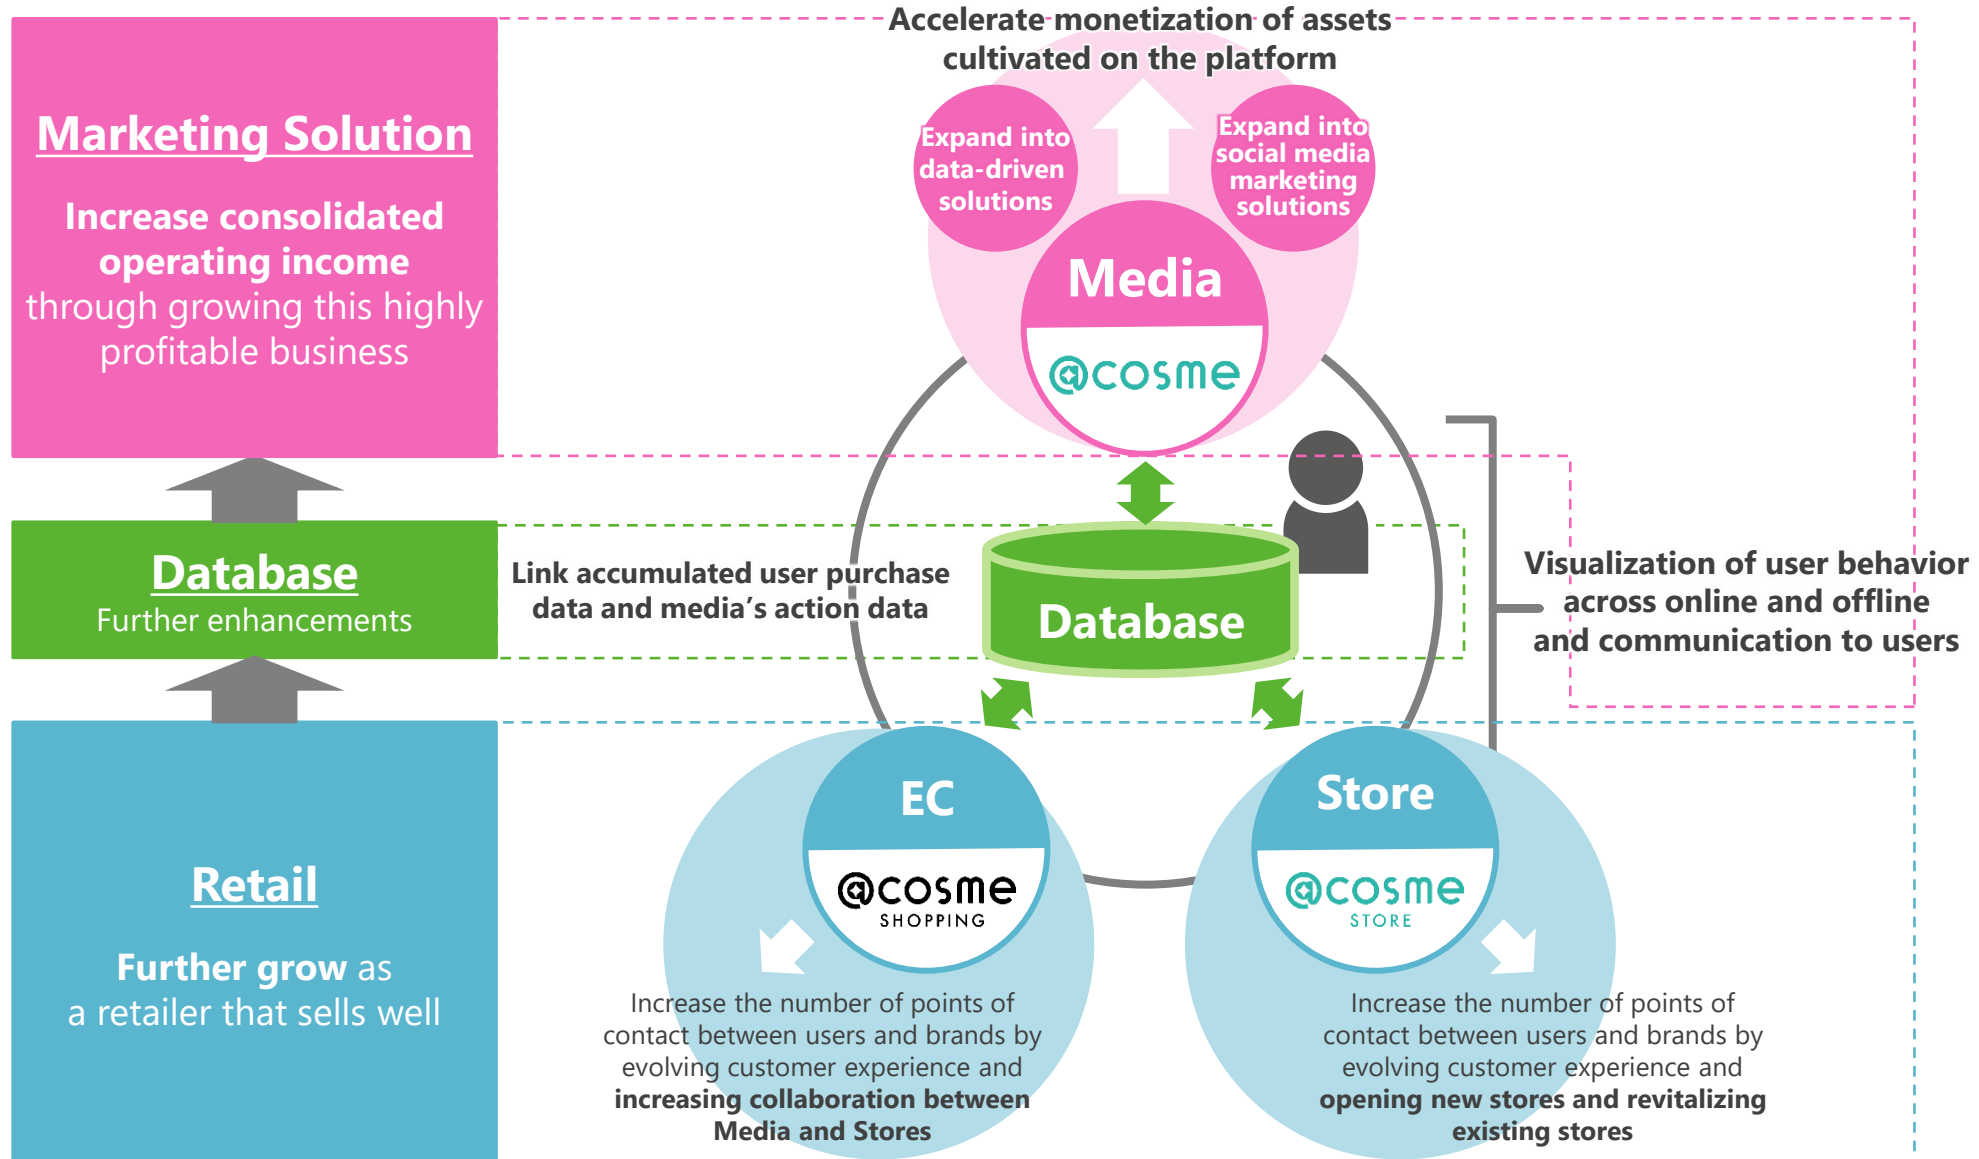 Accelerate monetization of assets
cultivated on the platform
Marketing Solution
Increase consolidated
operating income
through growing this highly
profitable business
Expand into
data-driven
solutions
Expand into
social media
marketing
solutions
Media
@cosme
Database
Further enhancements
Link accumulated user purchase
data and media’s action data
Database
Visualization of user behavior
across online and offline
and communication to users
Retail
Further grow as
a retailer that sells well
EC
@cosme
SHOPPING
Increase the number of points of
contact between users and brands by
evolving customer experience and
increasing collaboration between
Media and Stores
Store
@cosme
STORE
Increase the number of points of
contact between users and brands by
evolving customer experience and
opening new stores and revitalizing
existing stores